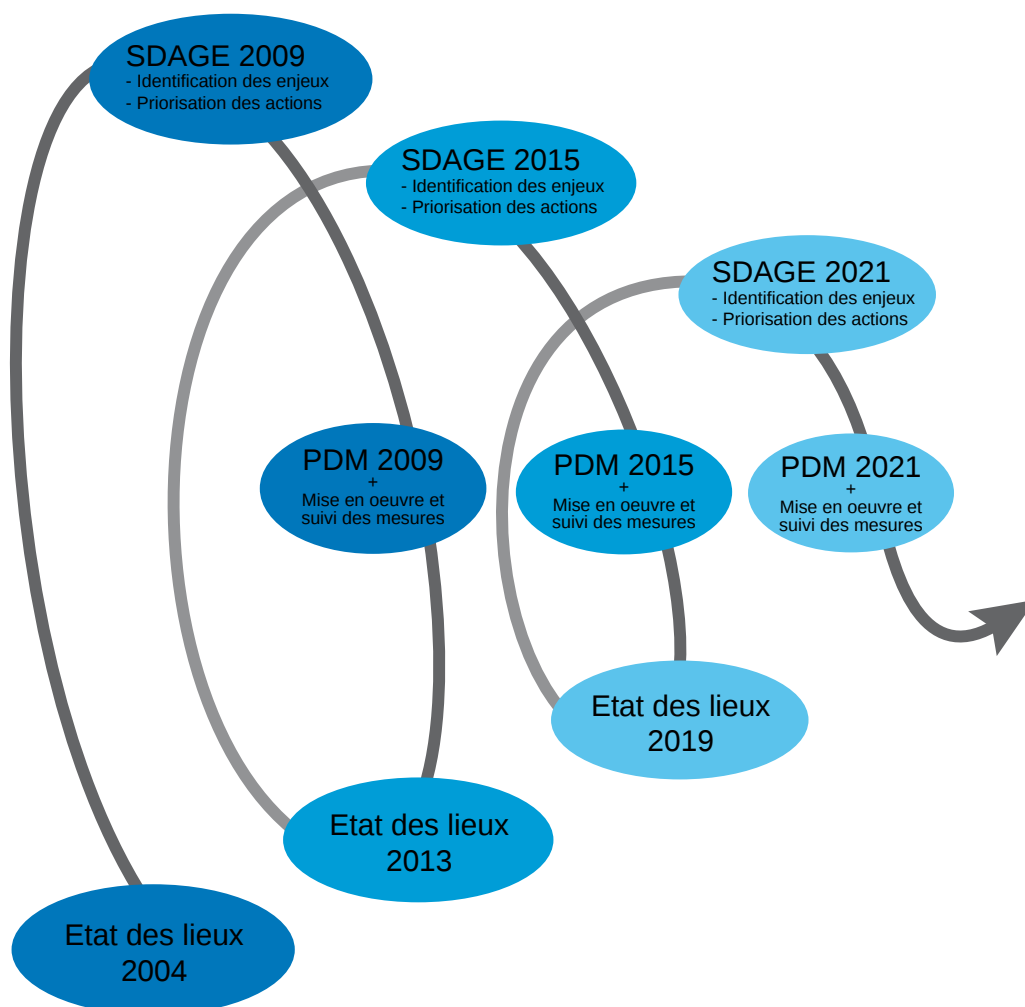 SDAGE 2009
- Identification des enjeux
- Priorisation des actions
SDAGE 2015
- Identification des enjeux
- Priorisation des actions
SDAGE 2021
- Identification des enjeux
- Priorisation des actions
PDM 2009
+
Mise en oeuvre et
suivi des mesures
PDM 2015
+
Mise en oeuvre et
suivi des mesures
PDM 2021
+
Mise en oeuvre et
suivi des mesures
Etat des lieux
2019
Etat des lieux
2013
Etat des lieux
2004